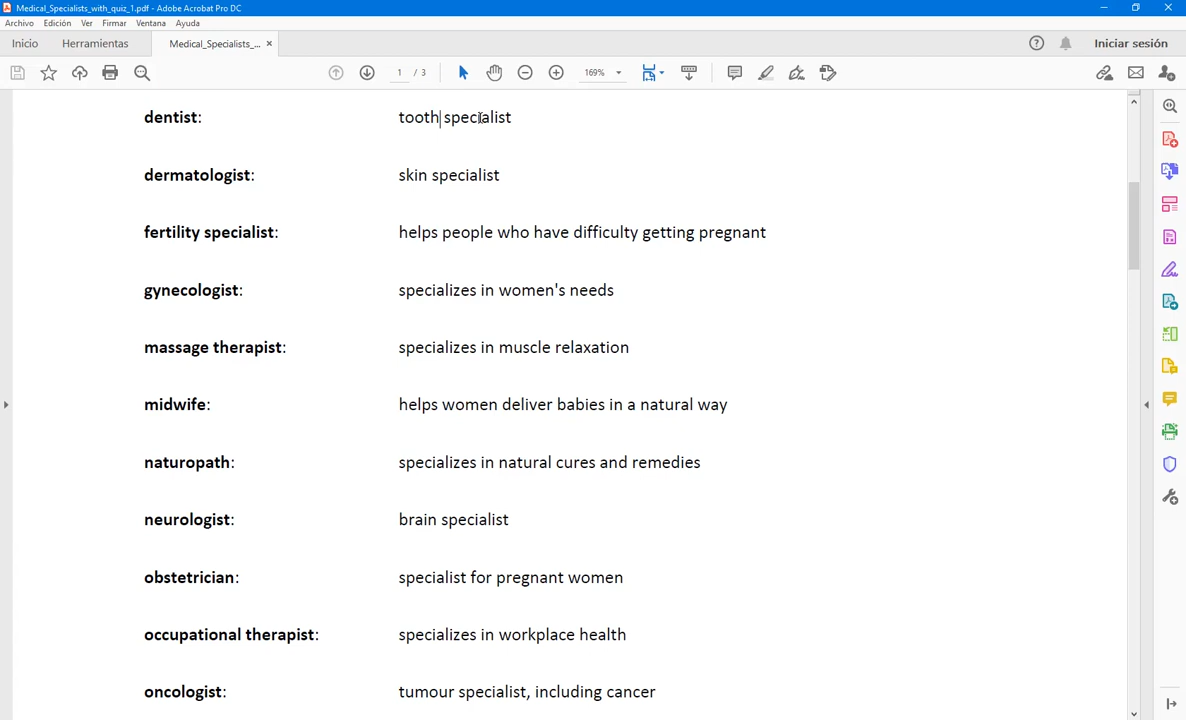 Medical_Specialists_with_quiz_1.pdf - Adobe Acrobat Pro DC
Archivo Edición Ver Firmar Ventana Ayuda
Inicio Herramientas Medical_Specialists_... × Iniciar sesión
1 / 3 169%
dentist: tooth specialist
dermatologist: skin specialist
fertility specialist: helps people who have difficulty getting pregnant
gynecologist: specializes in women's needs
massage therapist: specializes in muscle relaxation
midwife: helps women deliver babies in a natural way
naturopath: specializes in natural cures and remedies
neurologist: brain specialist
obstetrician: specialist for pregnant women
occupational therapist: specializes in workplace health
oncologist: tumour specialist, including cancer